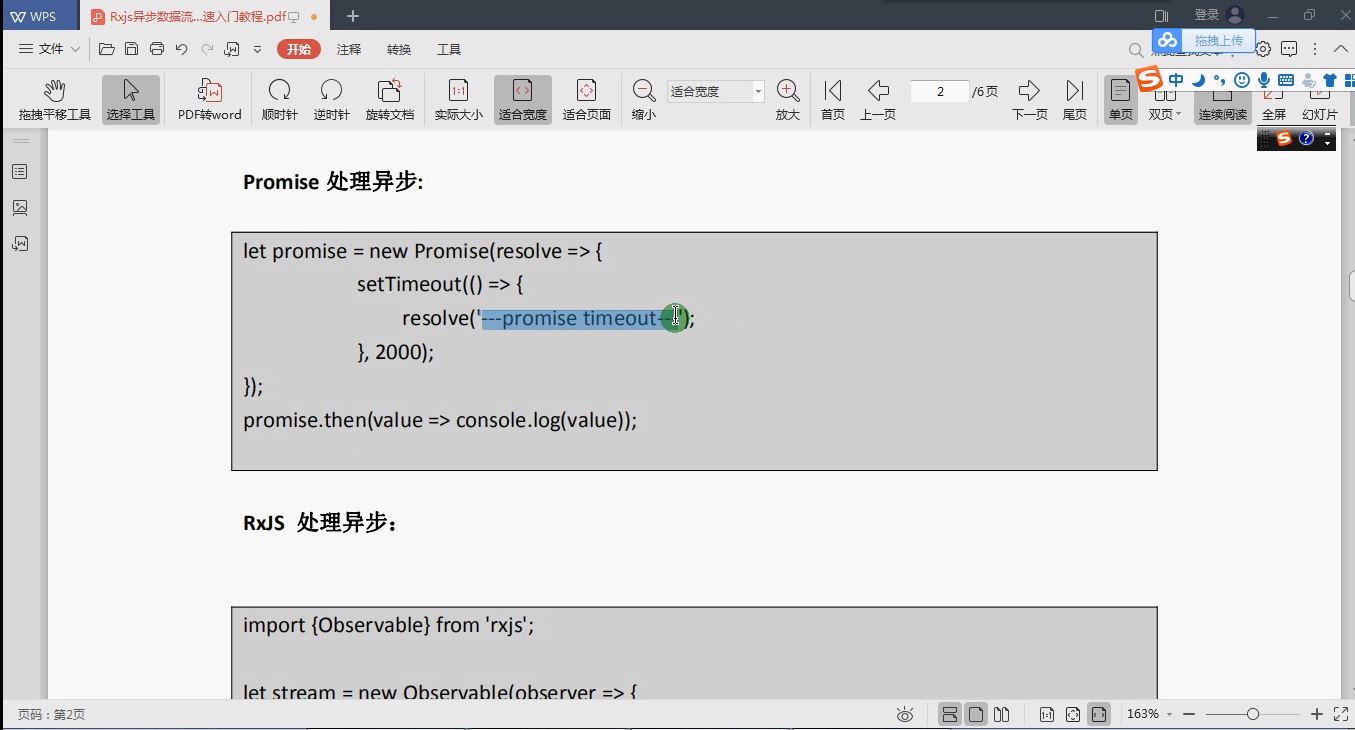 WPS
Rxjs异步数据流...速入门教程.pdf
登录
文件
开始
注释
转换
工具
拖拽上传
中
拖拽平移工具
选择工具
PDF转word
顺时针
逆时针
旋转文档
实际大小
适合宽度
适合页面
缩小
适合宽度
放大
首页
上一页
2
/6页
下一页
尾页
单页
双页
连续阅读
全屏
幻灯片
Promise 处理异步:
let promise = new Promise(resolve => {
setTimeout(() => {
resolve('---promise timeout---');
}, 2000);
});
promise.then(value => console.log(value));
RxJS 处理异步：
import {Observable} from 'rxjs';
let stream = new Observable(observer => {
页码：第2页
163%